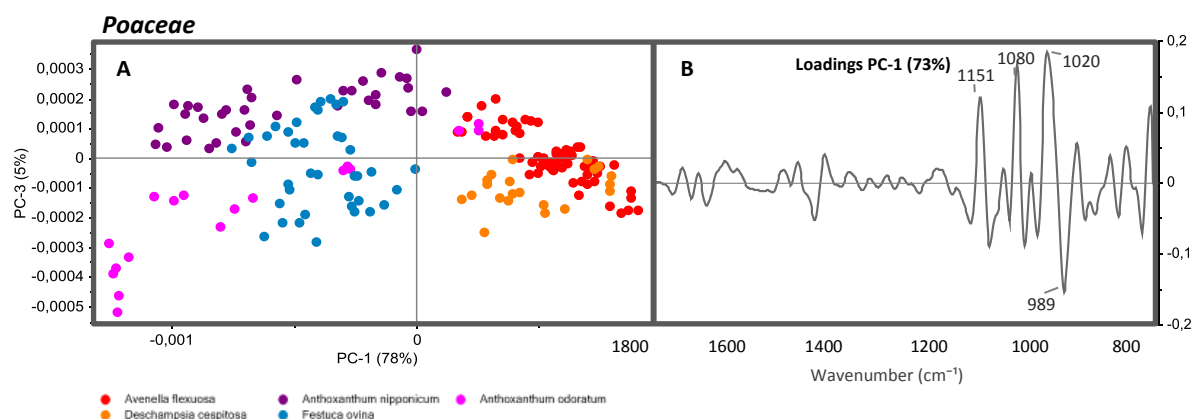 Poaceae
A
0,0003
0,0002
0,0001
0
-0,0001
-0,0002
-0,0003
-0,0004
-0,0005
PC-3 (5%)
-0,001
0
PC-1 (78%)
B
Loadings PC-1 (73%)
1151
1080
1020
989
0,2
0,1
0
-0,1
-0,2
1800
1600
1400
1200
1000
800
Wavenumber (cm⁻¹)
Avenella flexuosa
Anthoxanthum nipponicum
Anthoxanthum odoratum
Deschampsia cespitosa
Festuca ovina